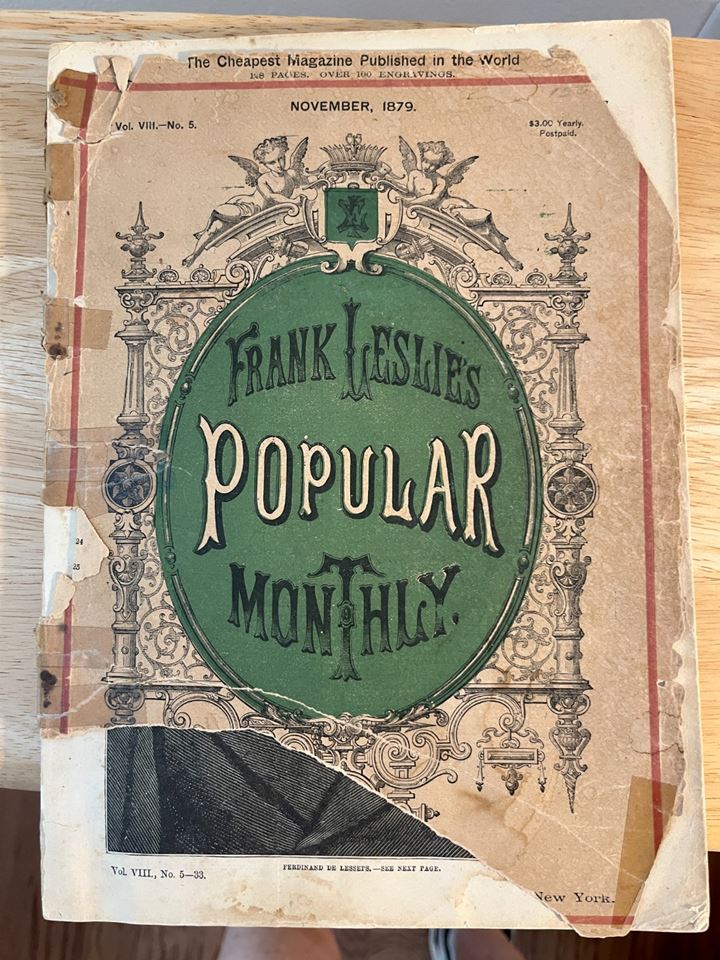 The Cheapest Magazine Published in the World
128 PAGES. OVER 100 ENGRAVINGS.
NOVEMBER, 1879.
Vol. VIII.—No. 5.
$3.00 Yearly.
Postpaid.
FRANK LESLIE'S
POPULAR
MONTHLY.
24
25
Vol. VIII., No. 5—33.
FERDINAND DE LESSEPS.—SEE NEXT PAGE.
New York.